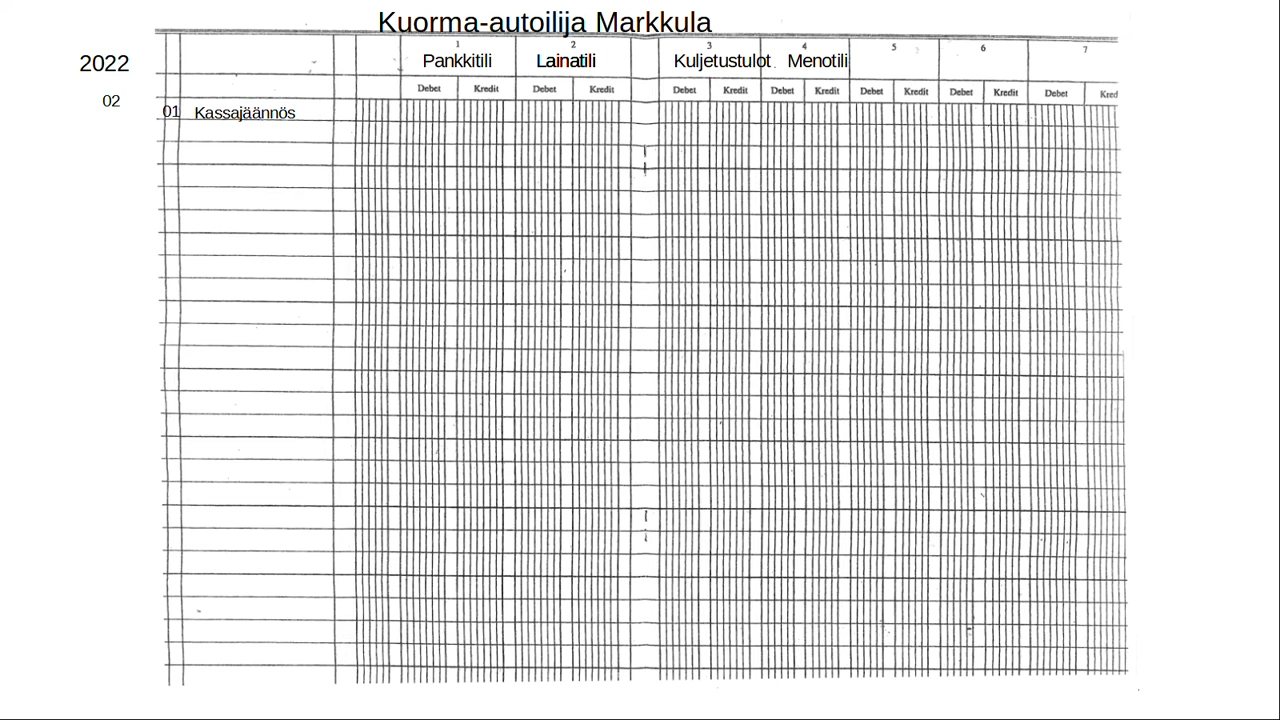 Kuorma-autoilija Markkula
1 2 3 4 5 6 7
2022 Pankkitili Lainatili Kuljetustulot Menotili
Debet Kredit Debet Kredit Debet Kredit Debet Kredit Debet Kredit Debet Kredit Debet Kred
02
01 Kassajäännös